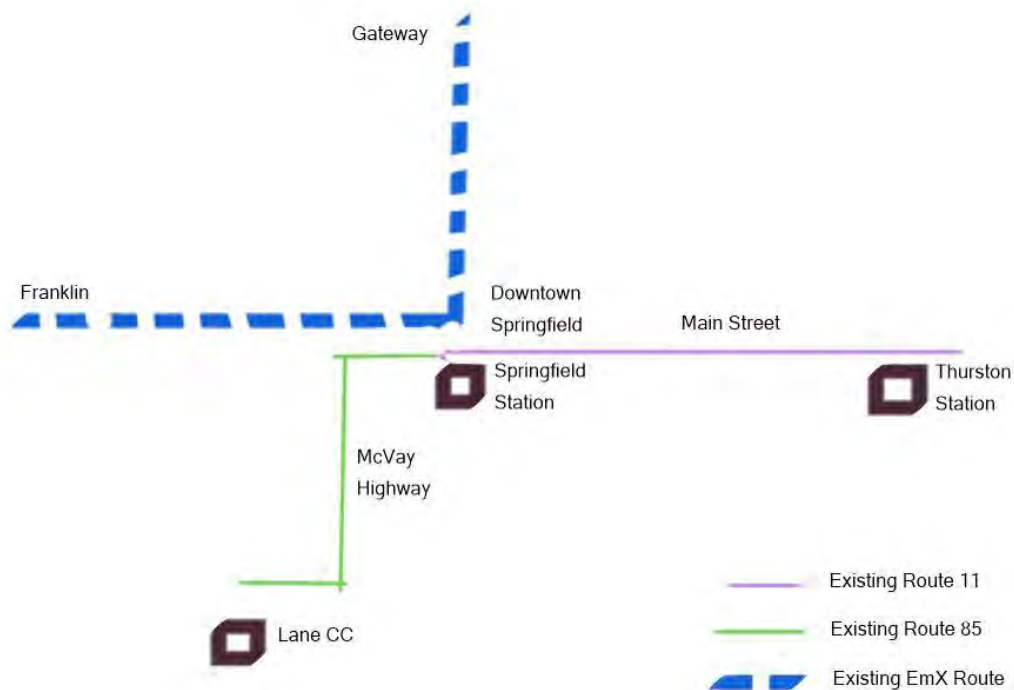 Gateway
Franklin
Downtown
Springfield
Main Street
Springfield
Station
Thurston
Station
McVay
Highway
Lane CC
Existing Route 11
Existing Route 85
Existing EmX Route